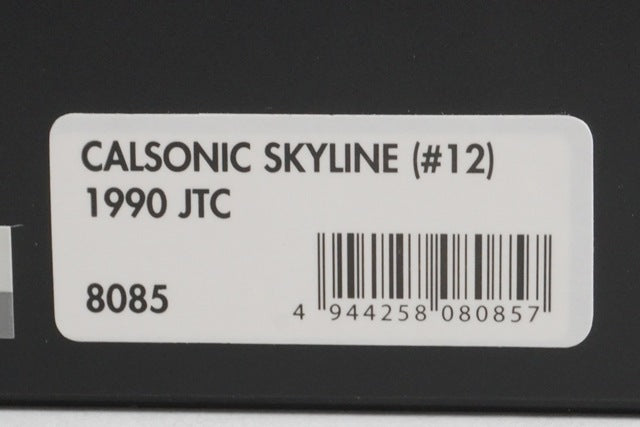 CALSONIC SKYLINE (#12)
1990 JTC
8085
4 944258 080857